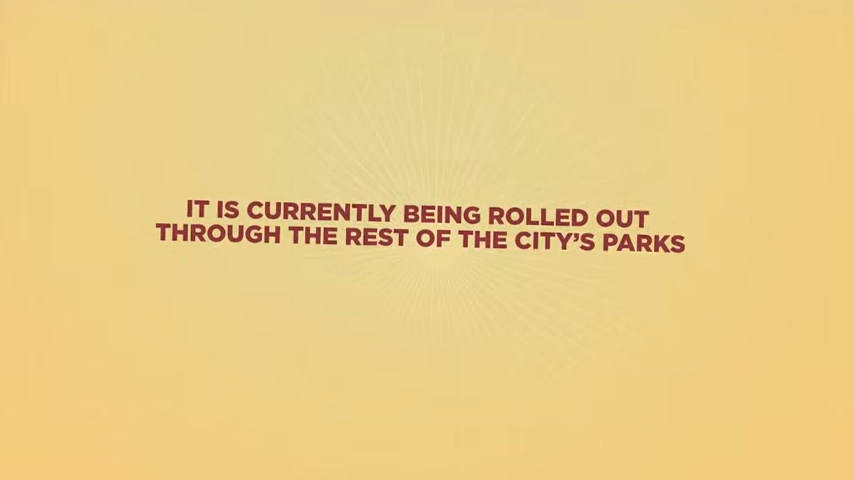 IT IS CURRENTLY BEING ROLLED OUT
THROUGH THE REST OF THE CITY'S PARKS